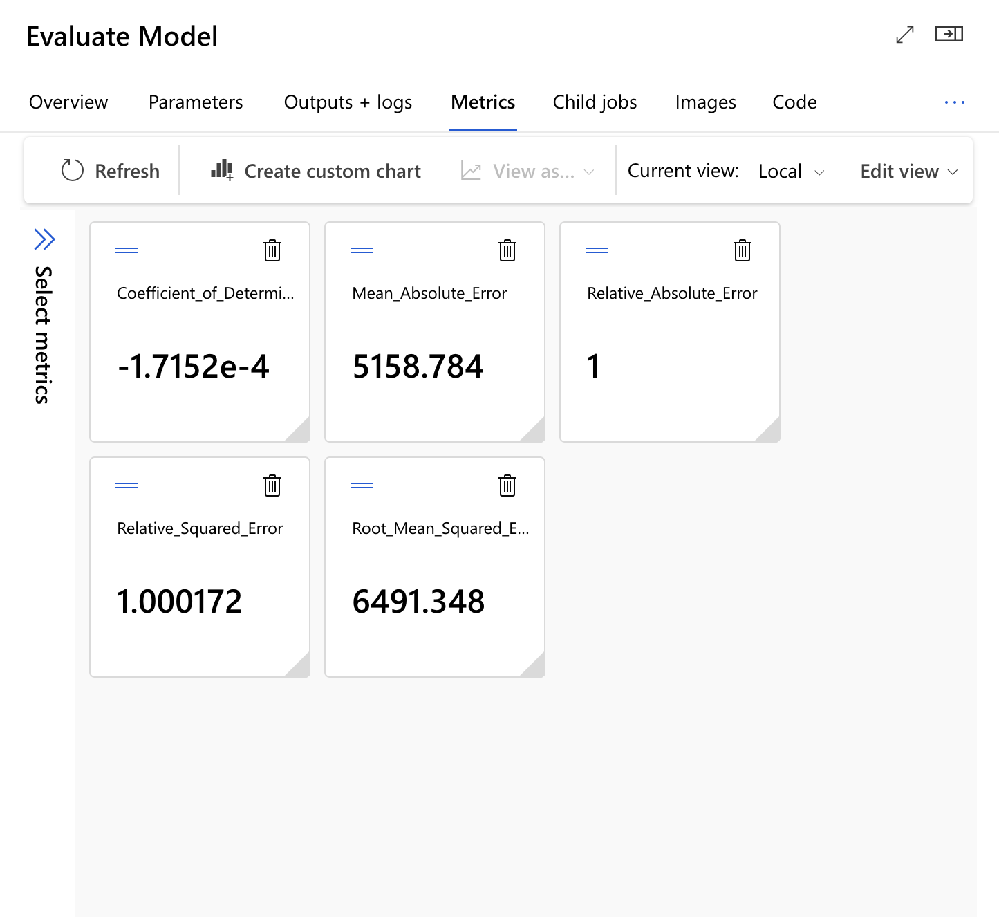 Evaluate Model
Overview Parameters Outputs + logs Metrics Child jobs Images Code ...
Refresh Create custom chart View as... Current view: Local Edit view
Select metrics
Coefficient_of_Determi... Mean_Absolute_Error Relative_Absolute_Error
-1.7152e-4 5158.784 1
Relative_Squared_Error Root_Mean_Squared_E...
1.000172 6491.348